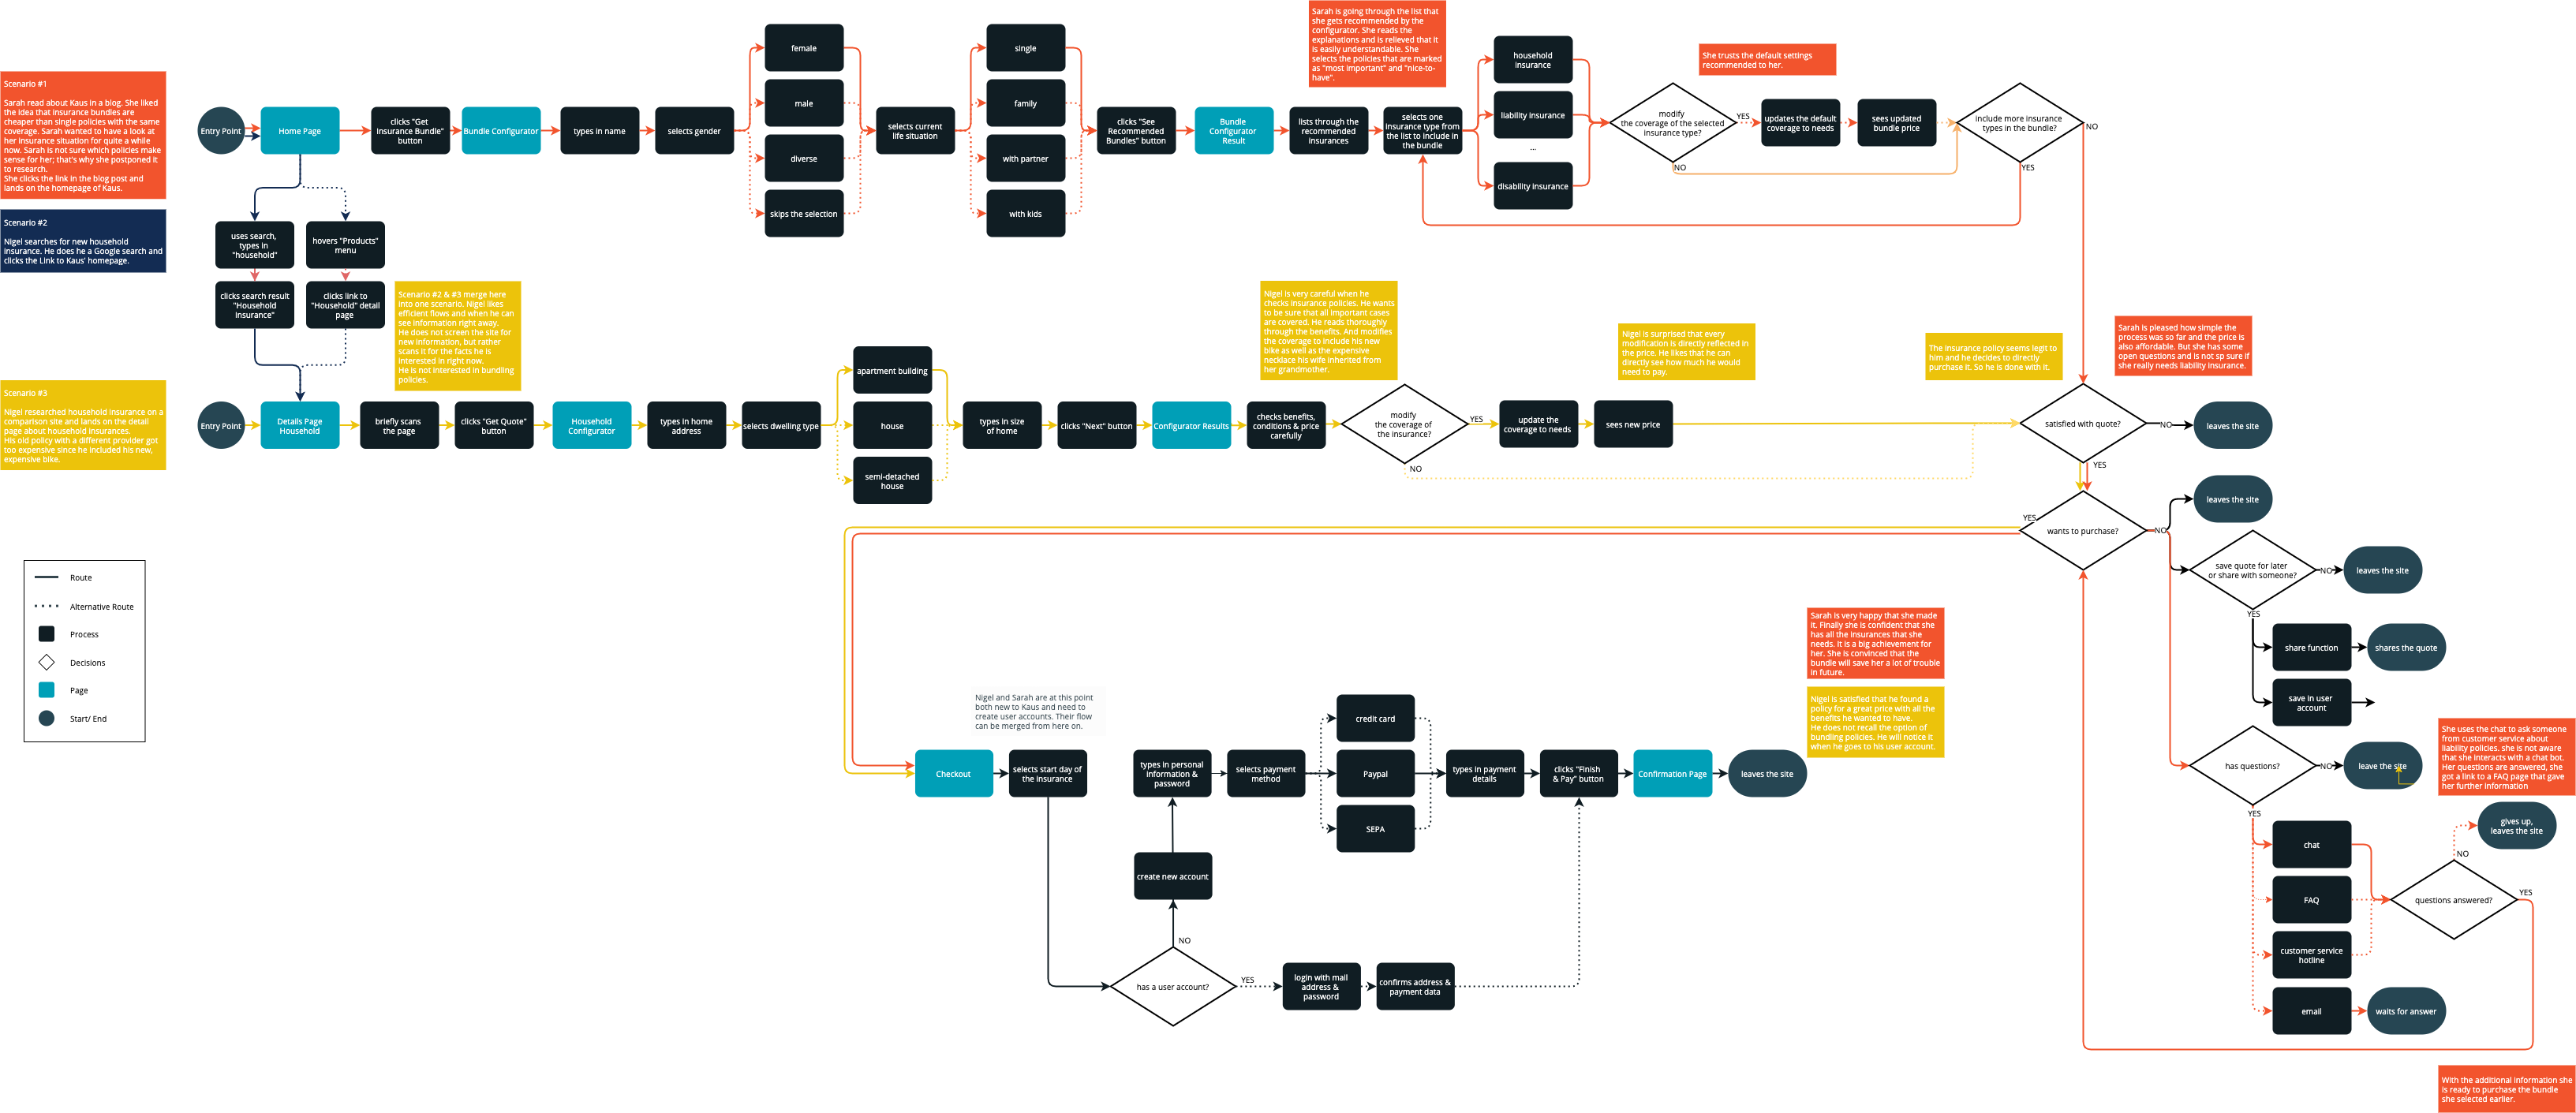 Scenario #1
Sarah read about Kaus in a blog. She liked
the idea that insurance bundles are
cheaper than single policies with the same
coverage. Sarah wanted to have a look at
her insurance situation for quite a while
now. Sarah is not sure which policies make
sense for her; that's why she postponed it
to research.
She clicks the link in the blog post and
lands on the homepage of Kaus.
Scenario #2
Nigel searches for new household
insurance. He does he a Google search and
clicks the Link to Kaus' homepage.
Scenario #3
Nigel researched household insurance on a
comparison site and lands on the detail
page about household insurances.
His old policy with a different provider got
too expensive since he included his new,
expensive bike.
Entry Point
Home Page
clicks "Get
Insurance Bundle"
button
Bundle Configurator
types in name
selects gender
female
male
diverse
skips the selection
selects current
life situation
single
family
with partner
with kids
clicks "See
Recommended
Bundles" button
Bundle
Configurator
Result
lists through the
recommended
insurances
Sarah is going through the list that
she gets recommended by the
configurator. She reads the
explanations and is relieved that it
is easily understandable. She
selects the policies that are marked
as "most important" and "nice-to-
have".
selects one
insurance type from
the list to include in
the bundle
household
insurance
liability insurance
...
disability insurance
modify
the coverage of the selected
insurance type?
YES
NO
She trusts the default settings
recommended to her.
updates the default
coverage to needs
sees updated
bundle price
include more insurance
types in the bundle?
NO
YES
uses search,
types in
"household"
hovers "Products"
menu
clicks search result
"Household
Insurance"
clicks link to
"Household" detail
page
Scenario #2 & #3 merge here
into one scenario. Nigel likes
efficient flows and when he can
see information right away.
He does not screen the site for
new information, but rather
scans it for the facts he is
interested in right now.
He is not interested in bundling
policies.
Entry Point
Details Page
Household
briefly scans
the page
clicks "Get Quote"
button
Household
Configurator
types in home
address
selects dwelling type
apartment building
house
semi-detached
house
types in size
of home
clicks "Next" button
Configurator Results
checks benefits,
conditions & price
carefully
Nigel is very careful when he
checks insurance policies. He wants
to be sure that all important cases
are covered. He reads thoroughly
through the benefits. And modifies
the coverage to include his new
bike as well as the expensive
necklace his wife inherited from
her grandmother.
modify
the coverage of
the insurance?
YES
NO
update the
coverage to needs
sees new price
Nigel is surprised that every
modification is directly reflected in
the price. He likes that he can
directly see how much he would
need to pay.
The insurance policy seems legit to
him and he decides to directly
purchase it. So he is done with it.
Sarah is pleased how simple the
process was so far and the price is
also affordable. But she has some
open questions and is not sp sure if
she really needs liability insurance.
satisfied with quote?
NO
leaves the site
YES
wants to purchase?
YES
NO
leaves the site
save quote for later
or share with someone?
NO
leaves the site
YES
share function
shares the quote
save in user
account
has questions?
NO
leave the site
YES
She uses the chat to ask someone
from customer service about
liability policies. she is not aware
that she interacts with a chat bot.
Her questions are answered, she
got a link to a FAQ page that gave
her further information
chat
FAQ
customer service
hotline
email
waits for answer
questions answered?
NO
gives up,
leaves the site
YES
With the additional information she
is ready to purchase the bundle
she selected earlier.
Route
Alternative Route
Process
Decisions
Page
Start/ End
Nigel and Sarah are at this point
both new to Kaus and need to
create user accounts. Their flow
can be merged from here on.
Checkout
selects start day of
the insurance
has a user account?
NO
YES
create new account
types in personal
information &
password
selects payment
method
credit card
Paypal
SEPA
types in payment
details
clicks "Finish
& Pay" button
Confirmation Page
leaves the site
login with mail
address &
password
confirms address &
payment data
Sarah is very happy that she made
it. Finally she is confident that she
has all the insurances that she
needs. It is a big achievement for
her. She is convinced that the
bundle will save her a lot of trouble
in future.
Nigel is satisfied that he found a
policy for a great price with all the
benefits he wanted to have.
He does not recall the option of
bundling policies. He will notice it
when he goes to his user account.